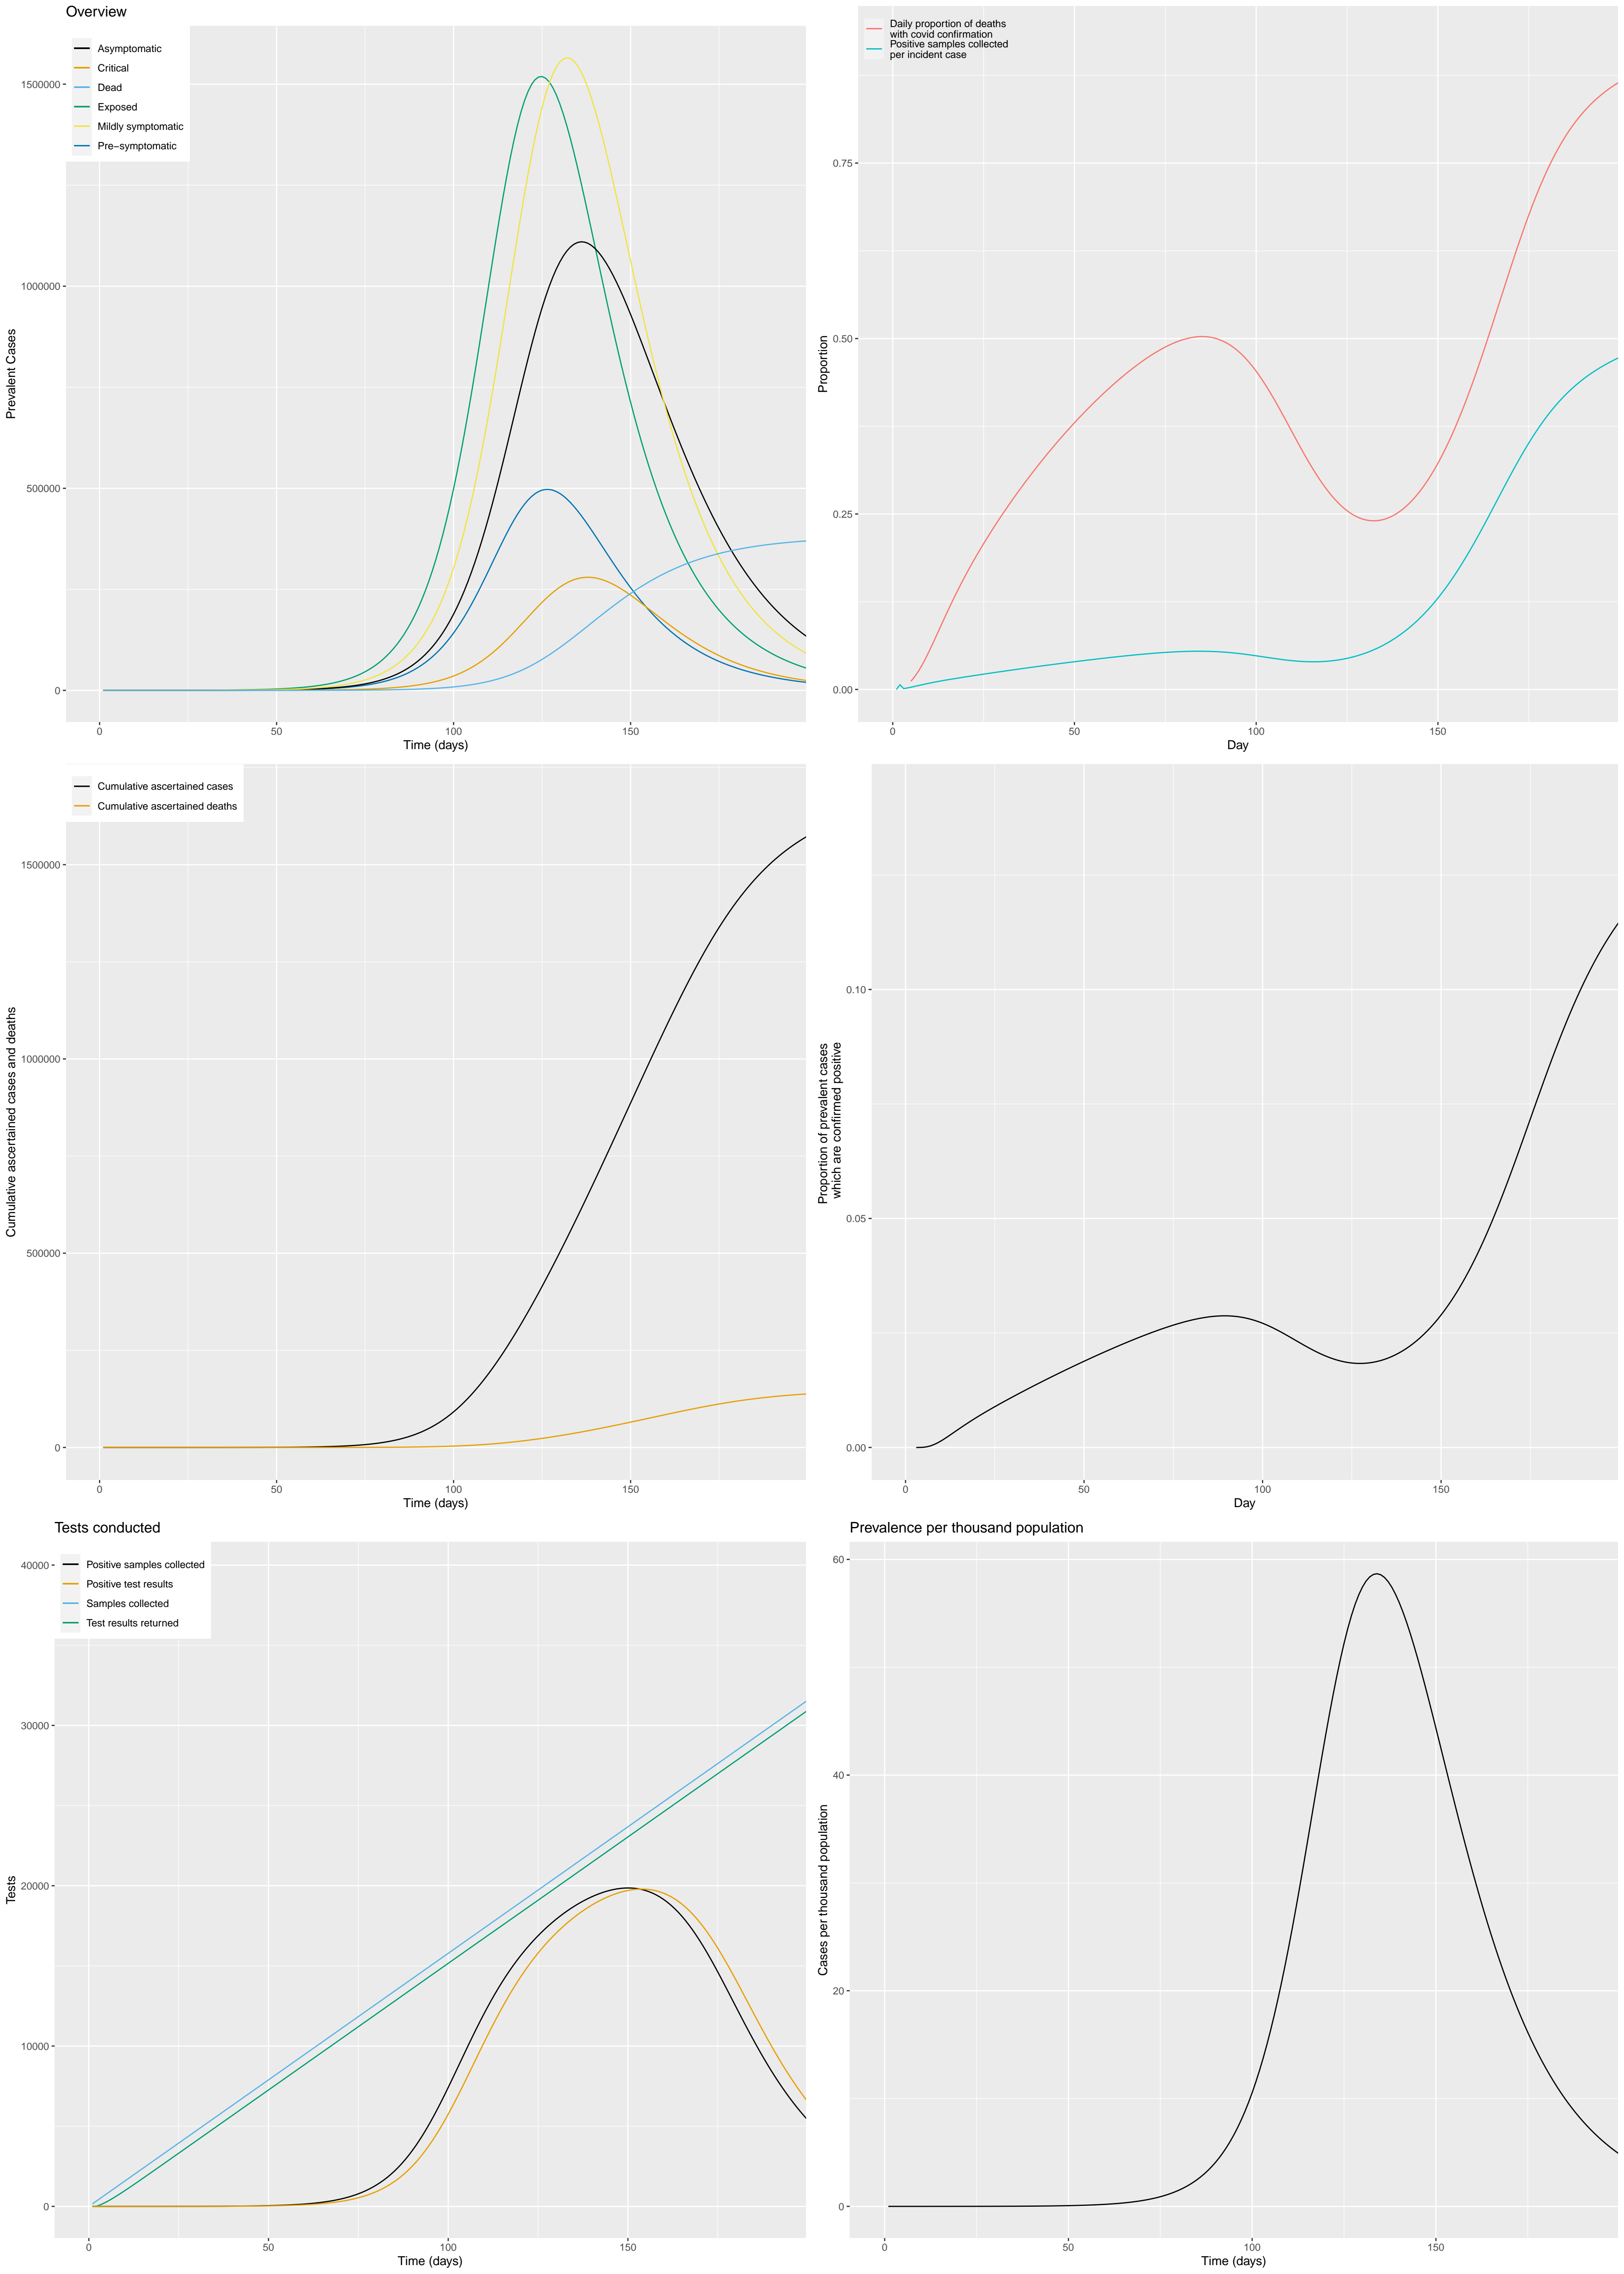 Overview
Asymptomatic
Critical
Dead
Exposed
Mildly symptomatic
Pre−symptomatic
1500000
1000000
500000
0
Prevalent Cases
0
50
100
150
Time (days)
Daily proportion of deaths
with covid confirmation
Positive samples collected
per incident case
0.75
0.50
0.25
0.00
Proportion
0
50
100
150
Day
Cumulative ascertained cases
Cumulative ascertained deaths
1500000
1000000
500000
0
Cumulative ascertained cases and deaths
0
50
100
150
Time (days)
0.10
0.05
0.00
Proportion of prevalent cases
which are confirmed positive
0
50
100
150
Day
Tests conducted
Positive samples collected
Positive test results
Samples collected
Test results returned
40000
30000
20000
10000
0
Tests
0
50
100
150
Time (days)
Prevalence per thousand population
60
40
20
0
Cases per thousand population
0
50
100
150
Time (days)